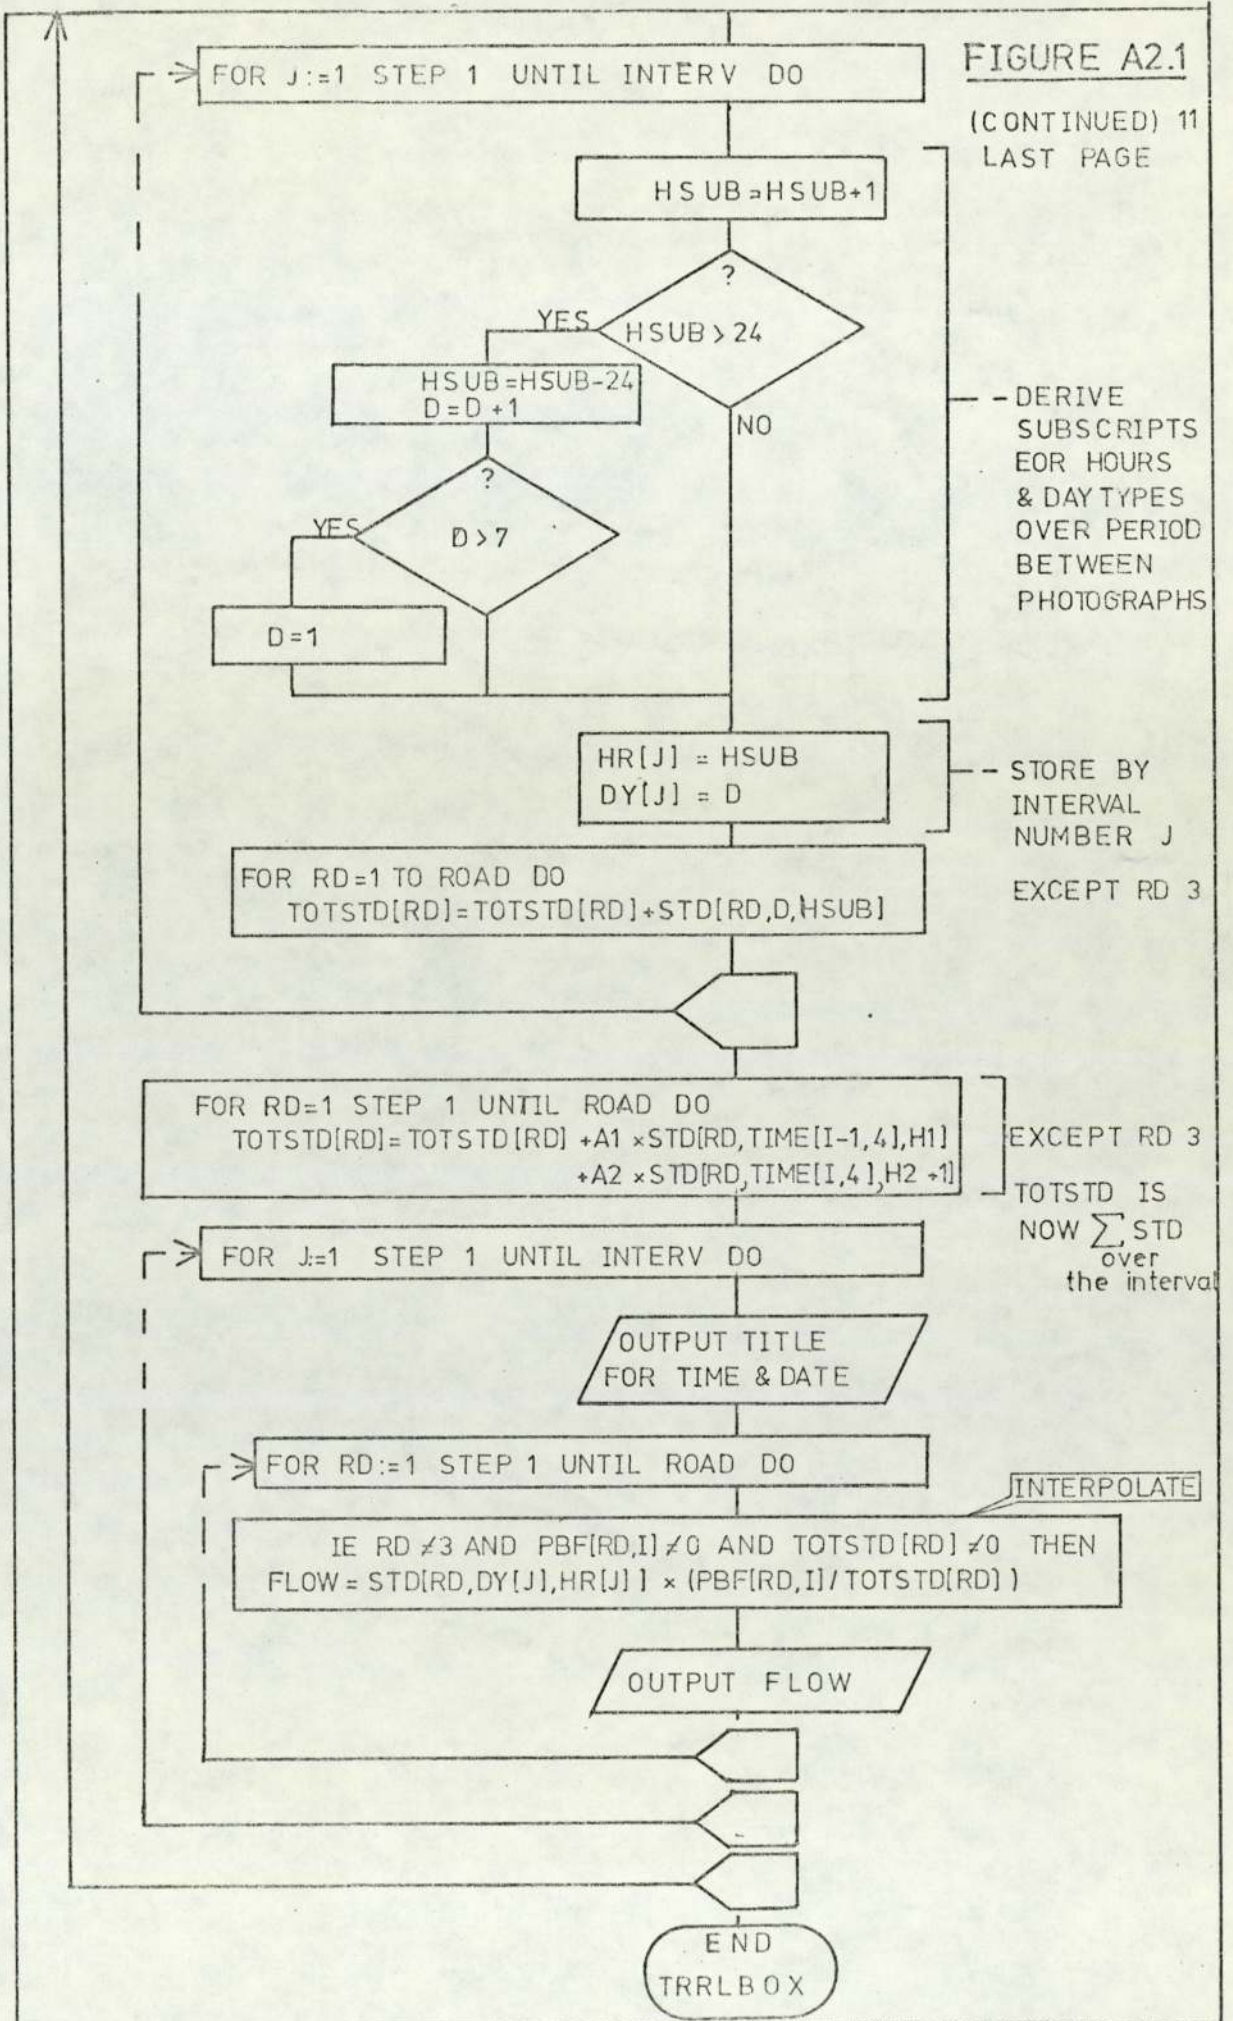 FIGURE A2.1
(CONTINUED) 11
LAST PAGE
FOR J:=1 STEP 1 UNTIL INTERV DO
HSUB=HSUB+1
?
HSUB > 24
YES
NO
HSUB=HSUB-24
D=D+1
?
D>7
YES
D=1
- DERIVE
SUBSCRIPTS
EOR HOURS
& DAY TYPES
OVER PERIOD
BETWEEN
PHOTOGRAPHS
HR[J] = HSUB
DY[J] = D
- STORE BY
INTERVAL
NUMBER J
EXCEPT RD 3
FOR RD=1 TO ROAD DO
TOTSTD[RD]=TOTSTD[RD]+STD[RD,D,HSUB]
FOR RD=1 STEP 1 UNTIL ROAD DO
TOTSTD[RD]=TOTSTD[RD] +A1 ×STD[RD,TIME[I-1,4],H1]
+A2 ×STD[RD,TIME[I,4],H2 +1]
EXCEPT RD 3
TOTSTD IS
NOW ∑ STD
over
the interval
FOR J:=1 STEP 1 UNTIL INTERV DO
OUTPUT TITLE
FOR TIME & DATE
FOR RD:=1 STEP 1 UNTIL ROAD DO
INTERPOLATE
IE RD ≠3 AND PBF[RD,I] ≠0 AND TOTSTD[RD] ≠0 THEN
FLOW = STD[RD,DY[J],HR[J]] × (PBF[RD,I]/TOTSTD[RD])
OUTPUT FLOW
END
TRRLBOX